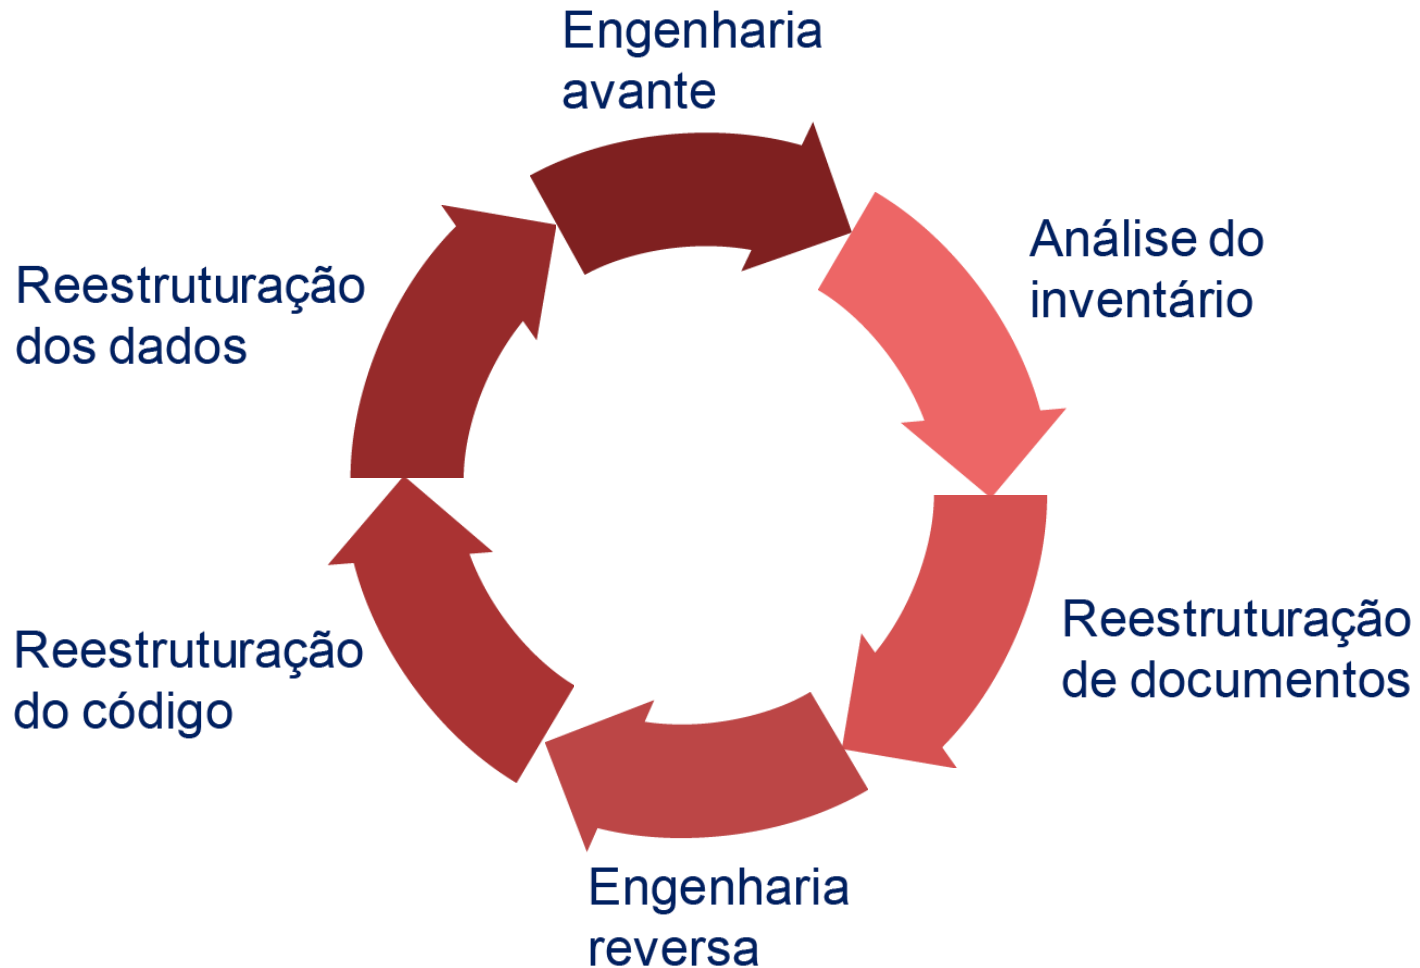 Engenharia
avante
Análise do
inventário
Reestruturação
de documentos
Engenharia
reversa
Reestruturação
do código
Reestruturação
dos dados